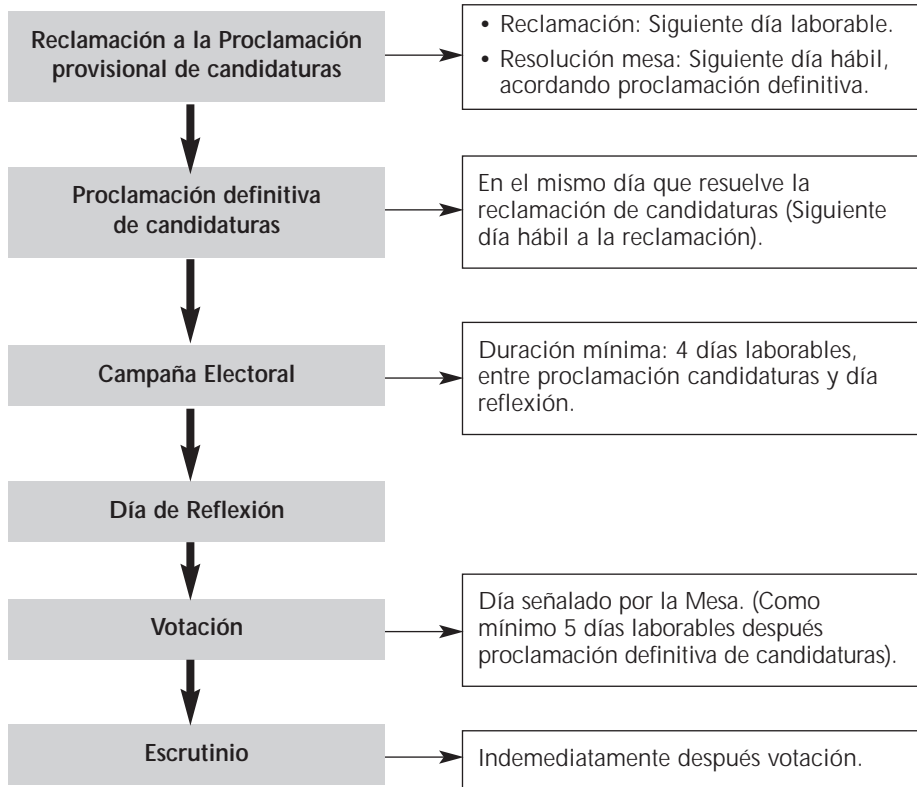 Reclamación a la Proclamación
provisional de candidaturas
• Reclamación: Siguiente día laborable.
• Resolución mesa: Siguiente día hábil,
acordando proclamación definitiva.
Proclamación definitiva
de candidaturas
En el mismo día que resuelve la
reclamación de candidaturas (Siguiente
día hábil a la reclamación).
Campaña Electoral
Duración mínima: 4 días laborables,
entre proclamación candidaturas y día
reflexión.
Día de Reflexión
Votación
Día señalado por la Mesa. (Como
mínimo 5 días laborables después
proclamación definitiva de candidaturas).
Escrutinio
Indemediatamente después votación.